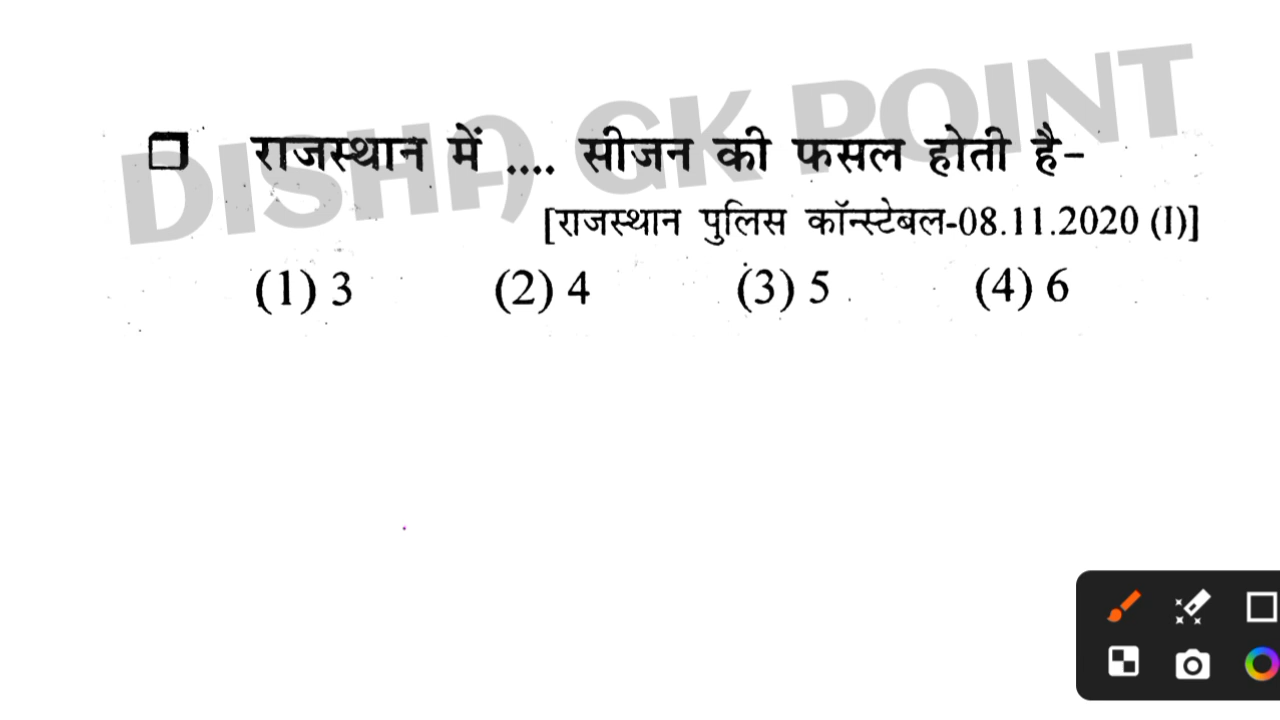 DISHA GK POINT
राजस्थान में .... सीजन की फसल होती है-
[राजस्थान पुलिस कॉन्स्टेबल-08.11.2020 (I)]
(1) 3 (2) 4 (3) 5 (4) 6